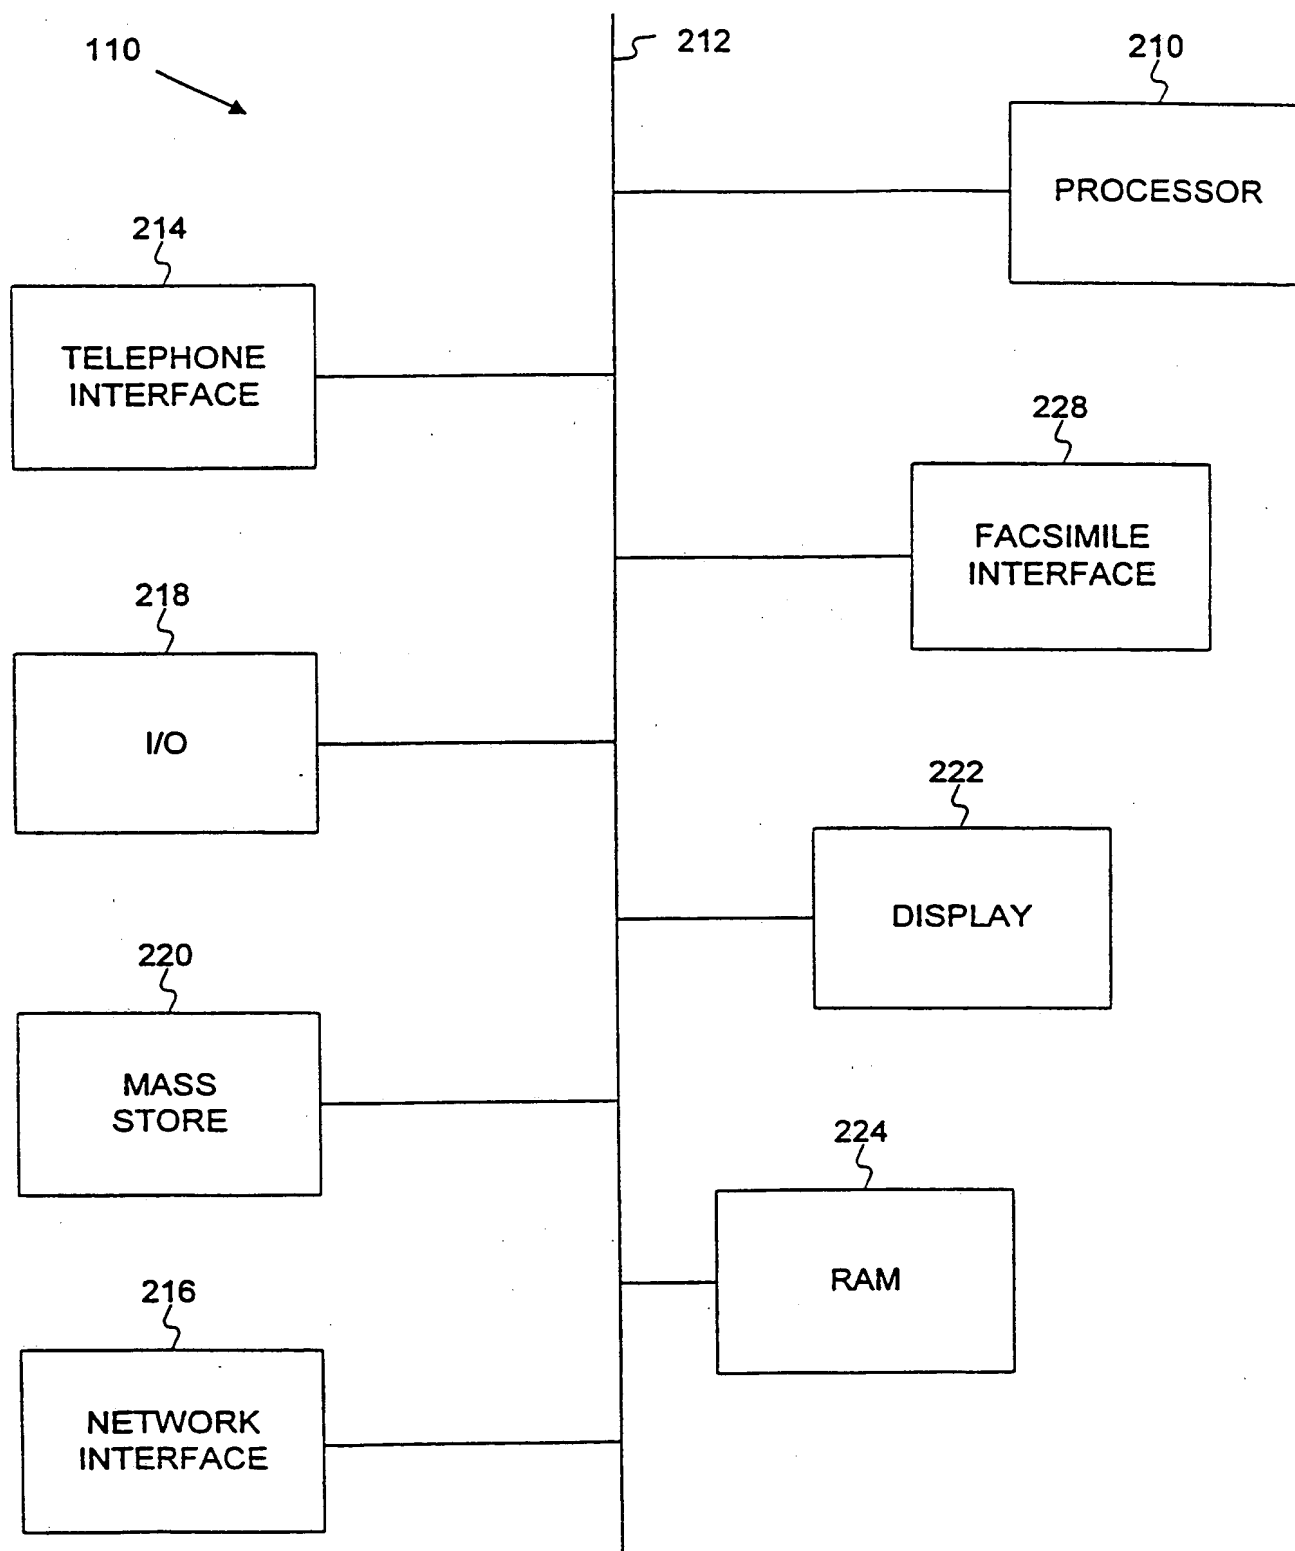 110
212
210
PROCESSOR
214
TELEPHONE
INTERFACE
228
FACSIMILE
INTERFACE
218
I/O
222
DISPLAY
220
MASS
STORE
224
RAM
216
NETWORK
INTERFACE